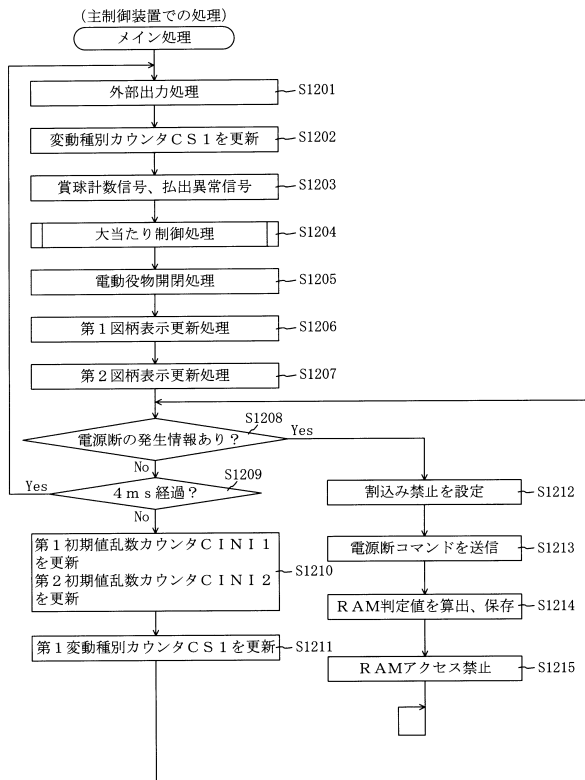 (主制御装置での処理)
メイン処理
外部出力処理
S1201
変動種別カウンタCS1を更新
S1202
賞球計数信号、払出異常信号
S1203
大当たり制御処理
S1204
電動役物開閉処理
S1205
第1図柄表示更新処理
S1206
第2図柄表示更新処理
S1207
電源断の発生情報あり？
S1208
Yes
No
4ms経過？
S1209
Yes
No
第1初期値乱数カウンタCINI1
を更新
第2初期値乱数カウンタCINI2
を更新
S1210
第1変動種別カウンタCS1を更新
S1211
割込み禁止を設定
S1212
電源断コマンドを送信
S1213
RAM判定値を算出、保存
S1214
RAMアクセス禁止
S1215